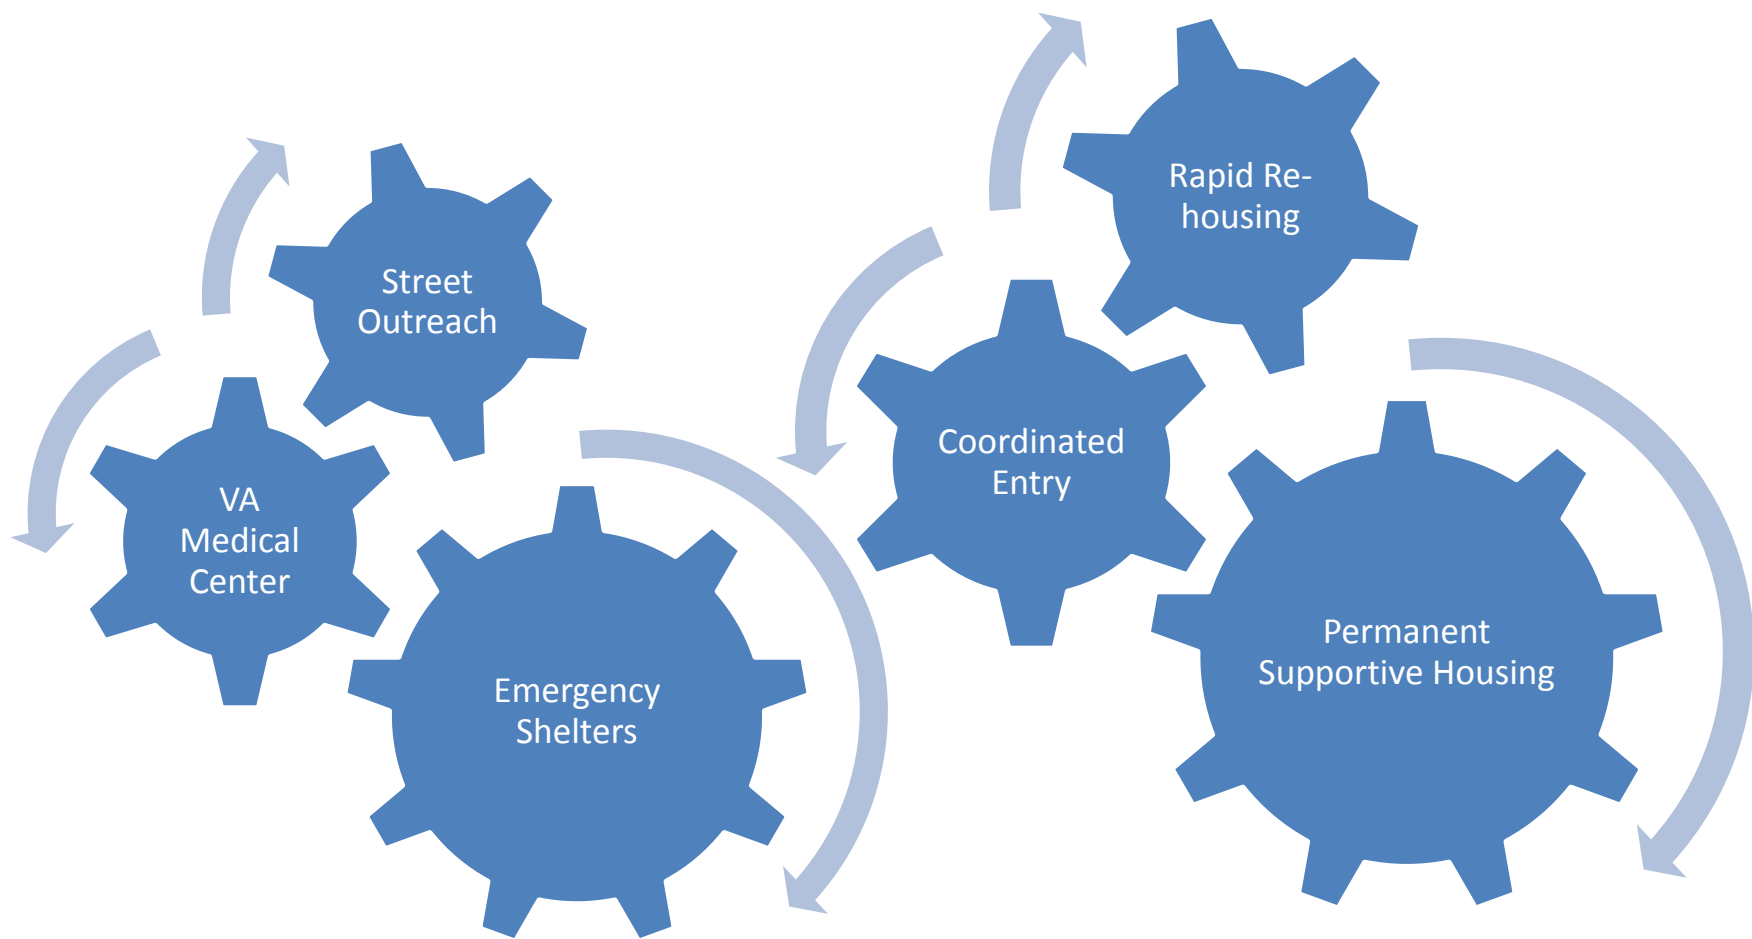 Street
Outreach
VA
Medical
Center
Emergency
Shelters
Rapid Re-
housing
Coordinated
Entry
Permanent
Supportive Housing